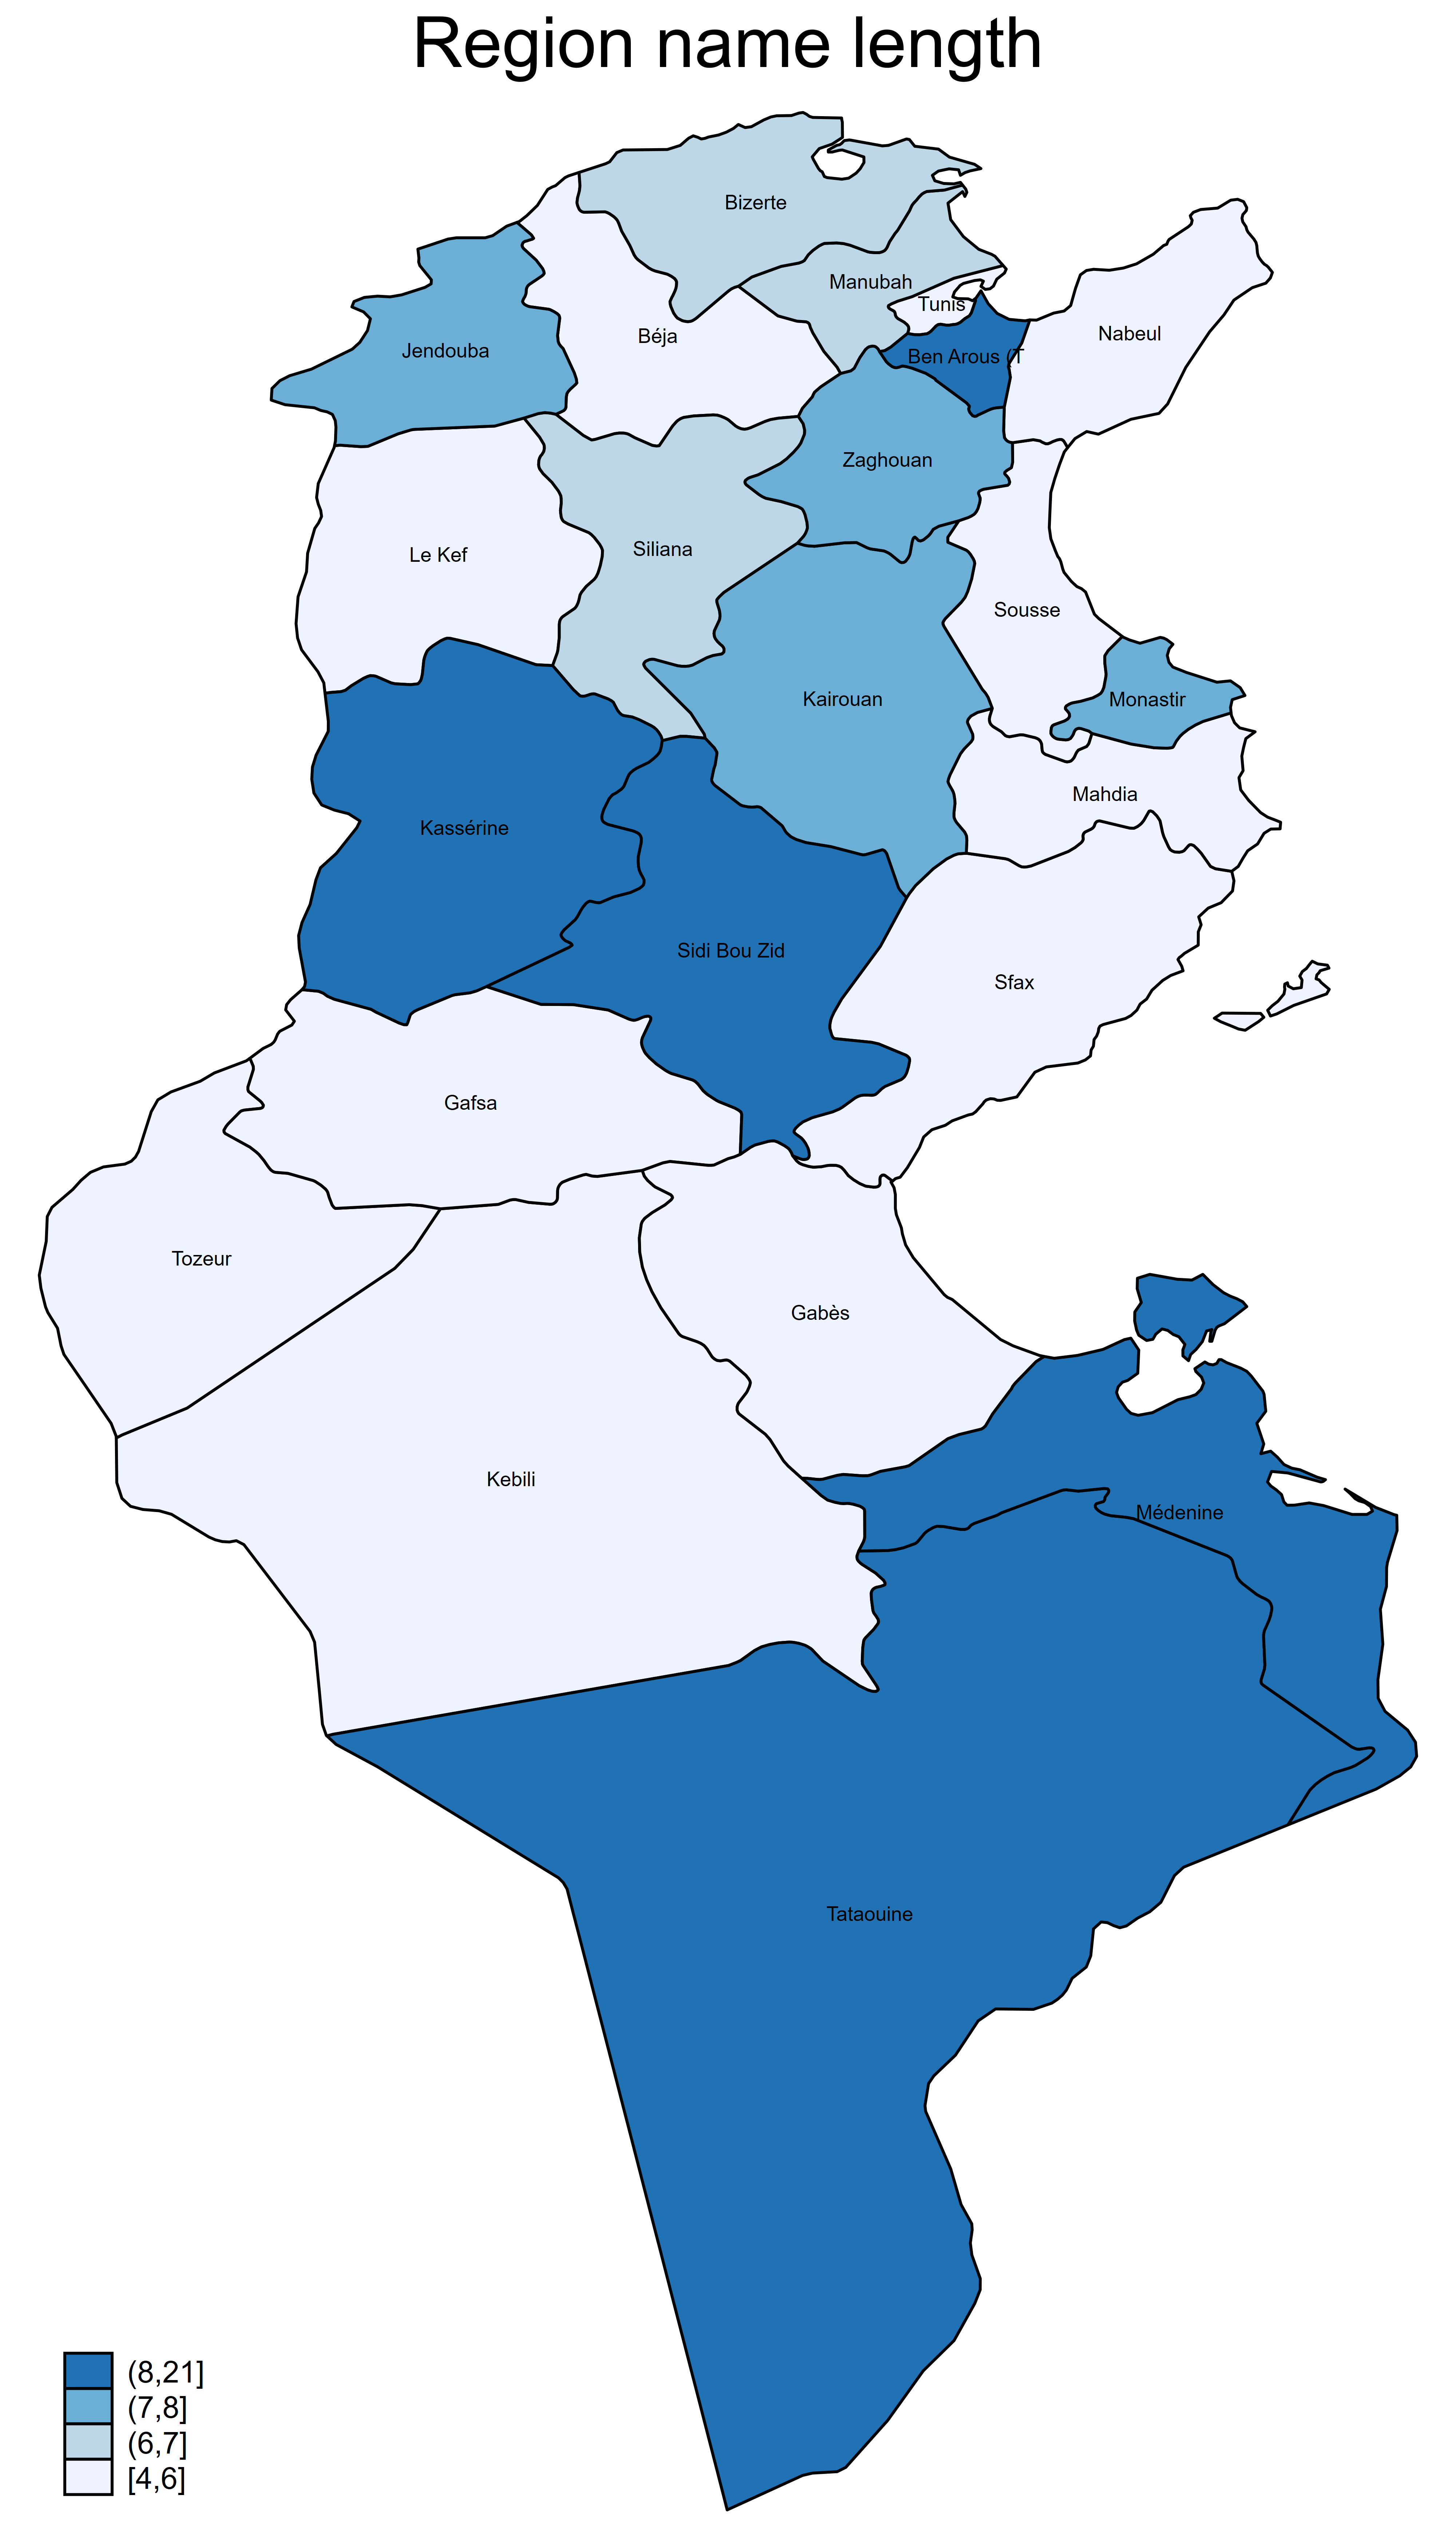 Region name length
Bizerte
Manubah
Tunis
Nabeul
Béja
Jendouba
Ben Arous (T
Zaghouan
Siliana
Le Kef
Sousse
Kairouan
Monastir
Mahdia
Kassérine
Sidi Bou Zid
Sfax
Gafsa
Tozeur
Gabès
Kebili
Médenine
Tataouine
(8,21]
(7,8]
(6,7]
[4,6]